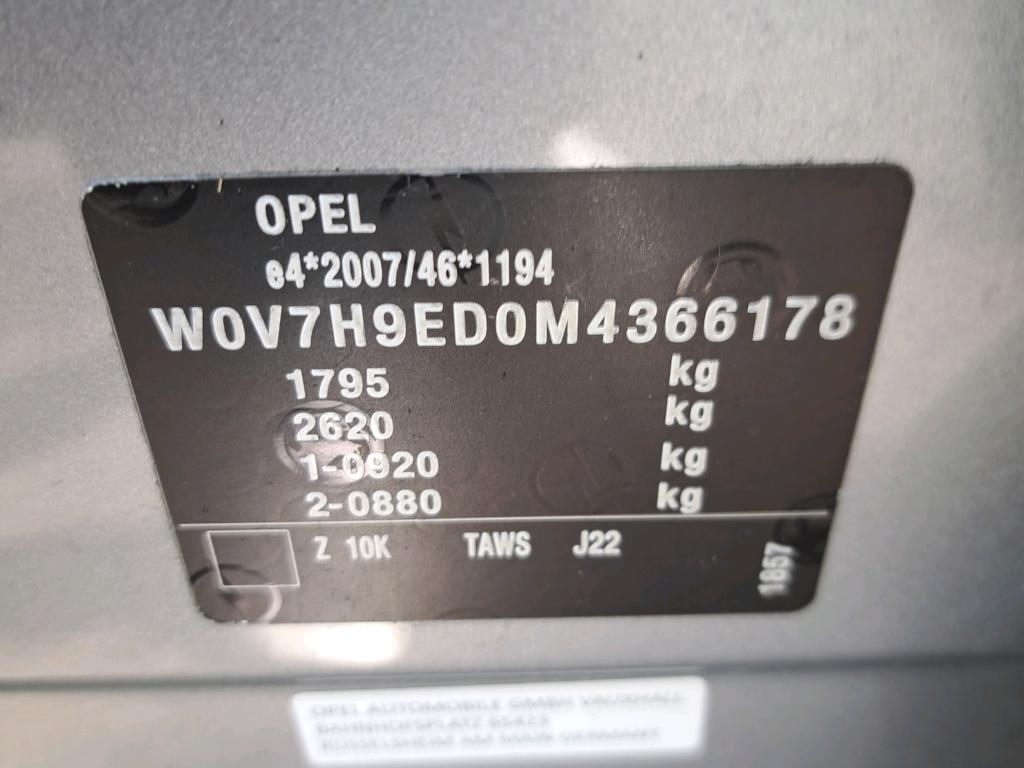 OPEL
e4*2007/46*1194
W0V7H9ED0M4366178
1795 kg
2620 kg
1-0920 kg
2-0880 kg
Z 10K TAWS J22
1857
OPEL AUTOMOBILE GMBH VAUXHALL
BAHNHOFSPLATZ 65423
RÜSSELSHEIM AM MAIN GERMANY